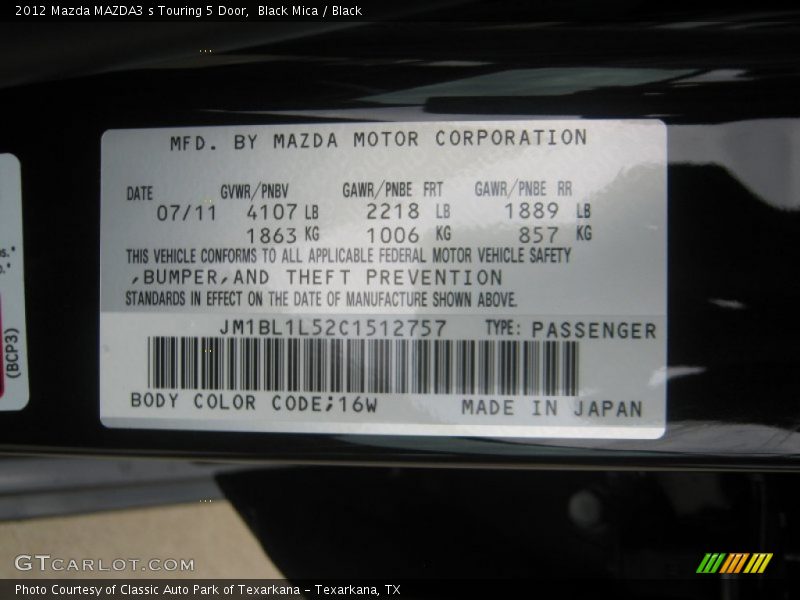 2012 Mazda MAZDA3 s Touring 5 Door, Black Mica / Black
MFD. BY MAZDA MOTOR CORPORATION
DATE GVWR/PNBV GAWR/PNBE FRT GAWR/PNBE RR
07/11 4107 LB 2218 LB 1889 LB
1863 KG 1006 KG 857 KG
THIS VEHICLE CONFORMS TO ALL APPLICABLE FEDERAL MOTOR VEHICLE SAFETY
,BUMPER,AND THEFT PREVENTION
STANDARDS IN EFFECT ON THE DATE OF MANUFACTURE SHOWN ABOVE.
JM1BL1L52C1512757 TYPE: PASSENGER
BODY COLOR CODE;16W MADE IN JAPAN
(BCP3)
GTCARLOT.COM
Photo Courtesy of Classic Auto Park of Texarkana - Texarkana, TX